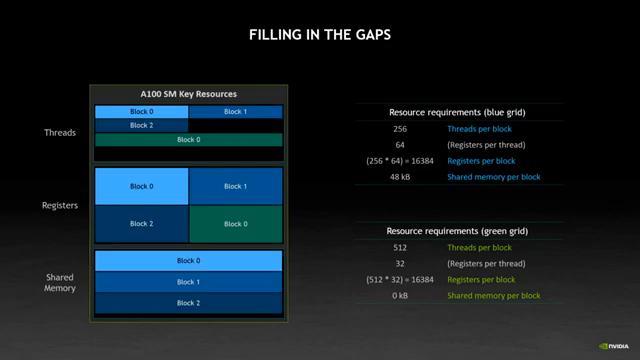 FILLING IN THE GAPS
A100 SM Key Resources
Threads
Block 0
Block 1
Block 2
Block 0
Registers
Block 0
Block 1
Block 2
Block 0
Shared
Memory
Block 0
Block 1
Block 2
Resource requirements (blue grid)
256 Threads per block
64 (Registers per thread)
(256 * 64) = 16384 Registers per block
48 kB Shared memory per block
Resource requirements (green grid)
512 Threads per block
32 (Registers per thread)
(512 * 32) = 16384 Registers per block
0 kB Shared memory per block
NVIDIA